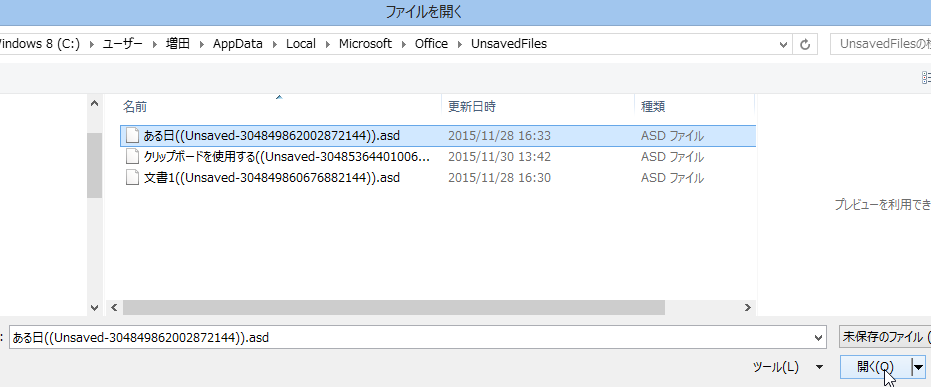 ファイルを開く
indows 8 (C:) ▸ ユーザー ▸ 増田 ▸ AppData ▸ Local ▸ Microsoft ▸ Office ▸ UnsavedFiles
UnsavedFilesの検
名前 更新日時 種類
ある日((Unsaved-304849862002872144)).asd 2015/11/28 16:33 ASD ファイル
クリップボードを使用する((Unsaved-30485364401006... 2015/11/30 13:42 ASD ファイル
文書1((Unsaved-304849860676882144)).asd 2015/11/28 16:30 ASD ファイル
プレビューを利用でき
: ある日((Unsaved-304849862002872144)).asd 未保存のファイル (
ツール(L) 開く(O)